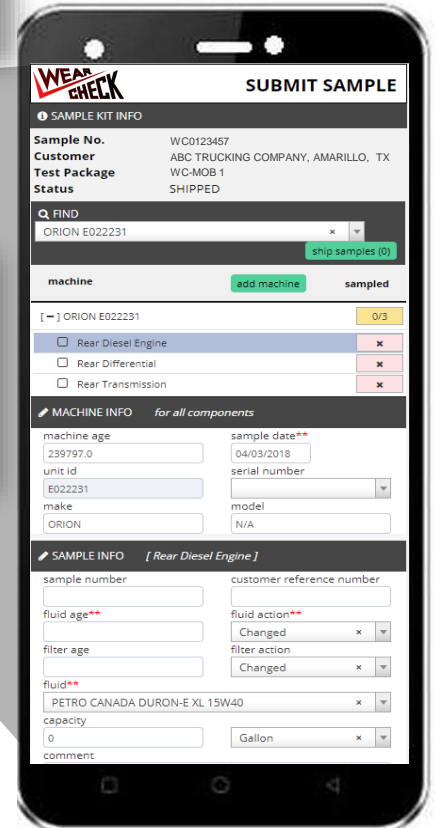 WEAR CHECK
SUBMIT SAMPLE
SAMPLE KIT INFO
Sample No. WC0123457
Customer ABC TRUCKING COMPANY, AMARILLO, TX
Test Package WC-MOB 1
Status SHIPPED
FIND
ORION E022231 ×
ship samples (0)
machine add machine sampled
[ − ] ORION E022231 0/3
Rear Diesel Engine ×
Rear Differential ×
Rear Transmission ×
MACHINE INFO for all components
machine age sample date**
239797.0 04/03/2018
unit id serial number
E022231
make model
ORION N/A
SAMPLE INFO [ Rear Diesel Engine ]
sample number customer reference number
fluid age** fluid action**
Changed ×
filter age filter action
Changed ×
fluid**
PETRO CANADA DURON-E XL 15W40 ×
capacity
0 Gallon ×
comment